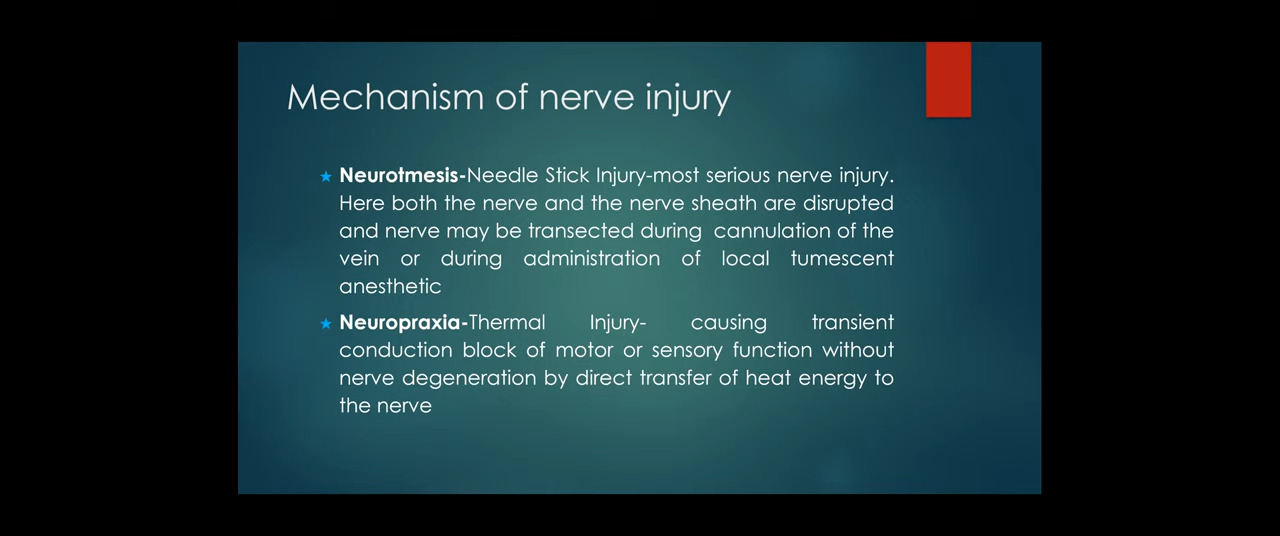 Mechanism of nerve injury
Neurotmesis-Needle Stick Injury-most serious nerve injury.
Here both the nerve and the nerve sheath are disrupted
and nerve may be transected during cannulation of the
vein or during administration of local tumescent
anesthetic
Neuropraxia-Thermal Injury- causing transient
conduction block of motor or sensory function without
nerve degeneration by direct transfer of heat energy to
the nerve